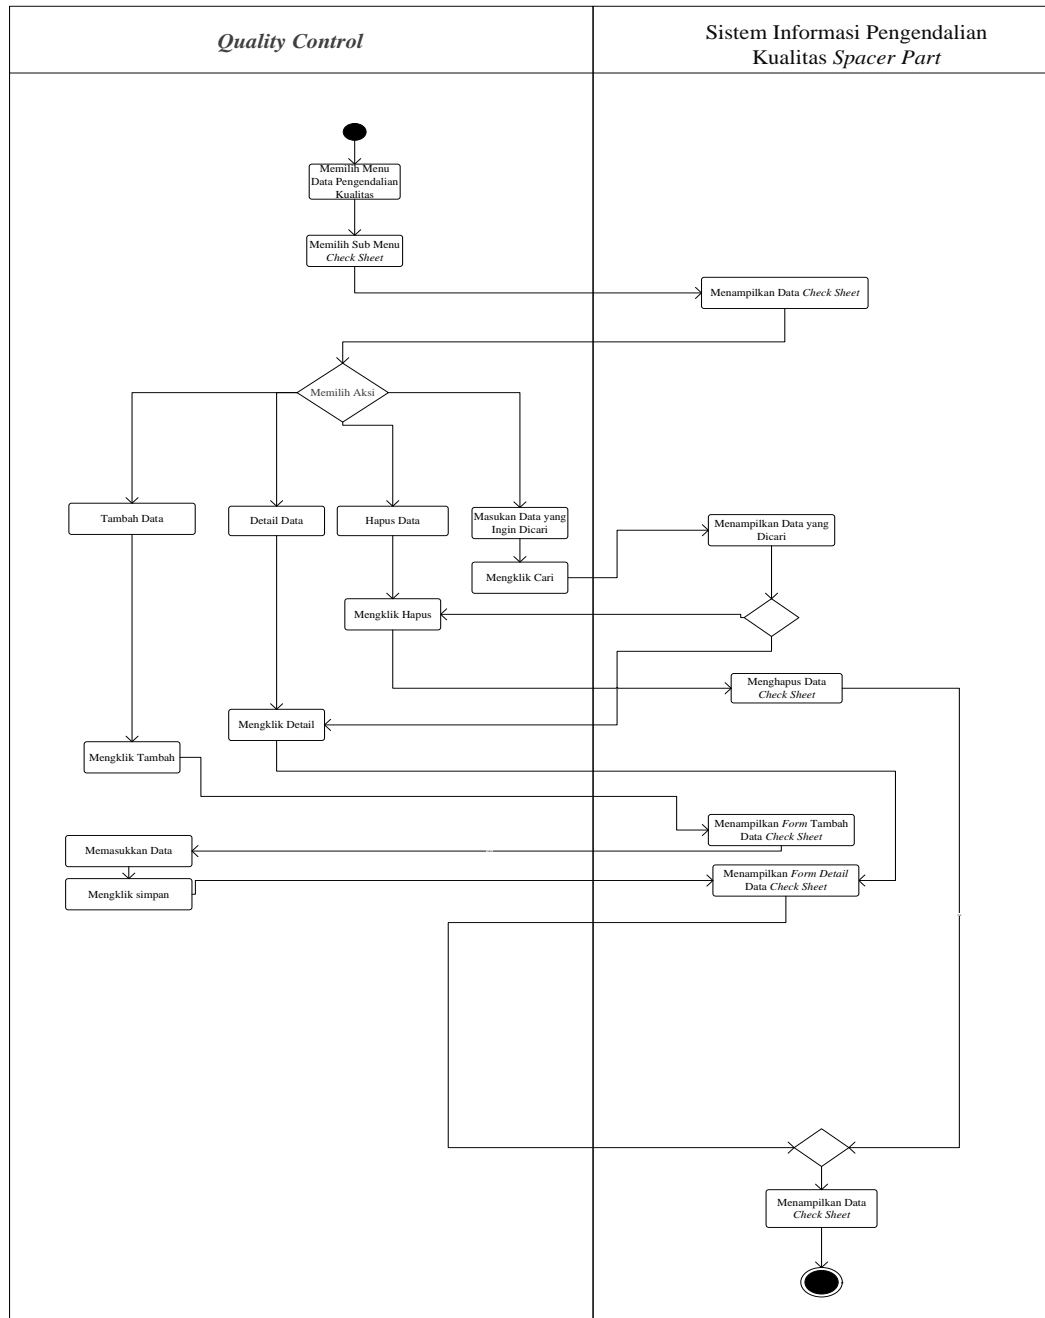 Quality Control
Sistem Informasi Pengendalian
Kualitas Spacer Part
Memilih Menu
Data Pengendalian
Kualitas
Memilih Sub Menu
Check Sheet
Menampilkan Data Check Sheet
Memilih Aksi
Tambah Data
Detail Data
Hapus Data
Masukan Data yang
Ingin Dicari
Menampilkan Data yang
Dicari
Mengklik Cari
Mengklik Hapus
Menghapus Data
Check Sheet
Mengklik Detail
Mengklik Tambah
Menampilkan Form Tambah
Data Check Sheet
Memasukkan Data
Menampilkan Form Detail
Data Check Sheet
Mengklik simpan
Menampilkan Data
Check Sheet